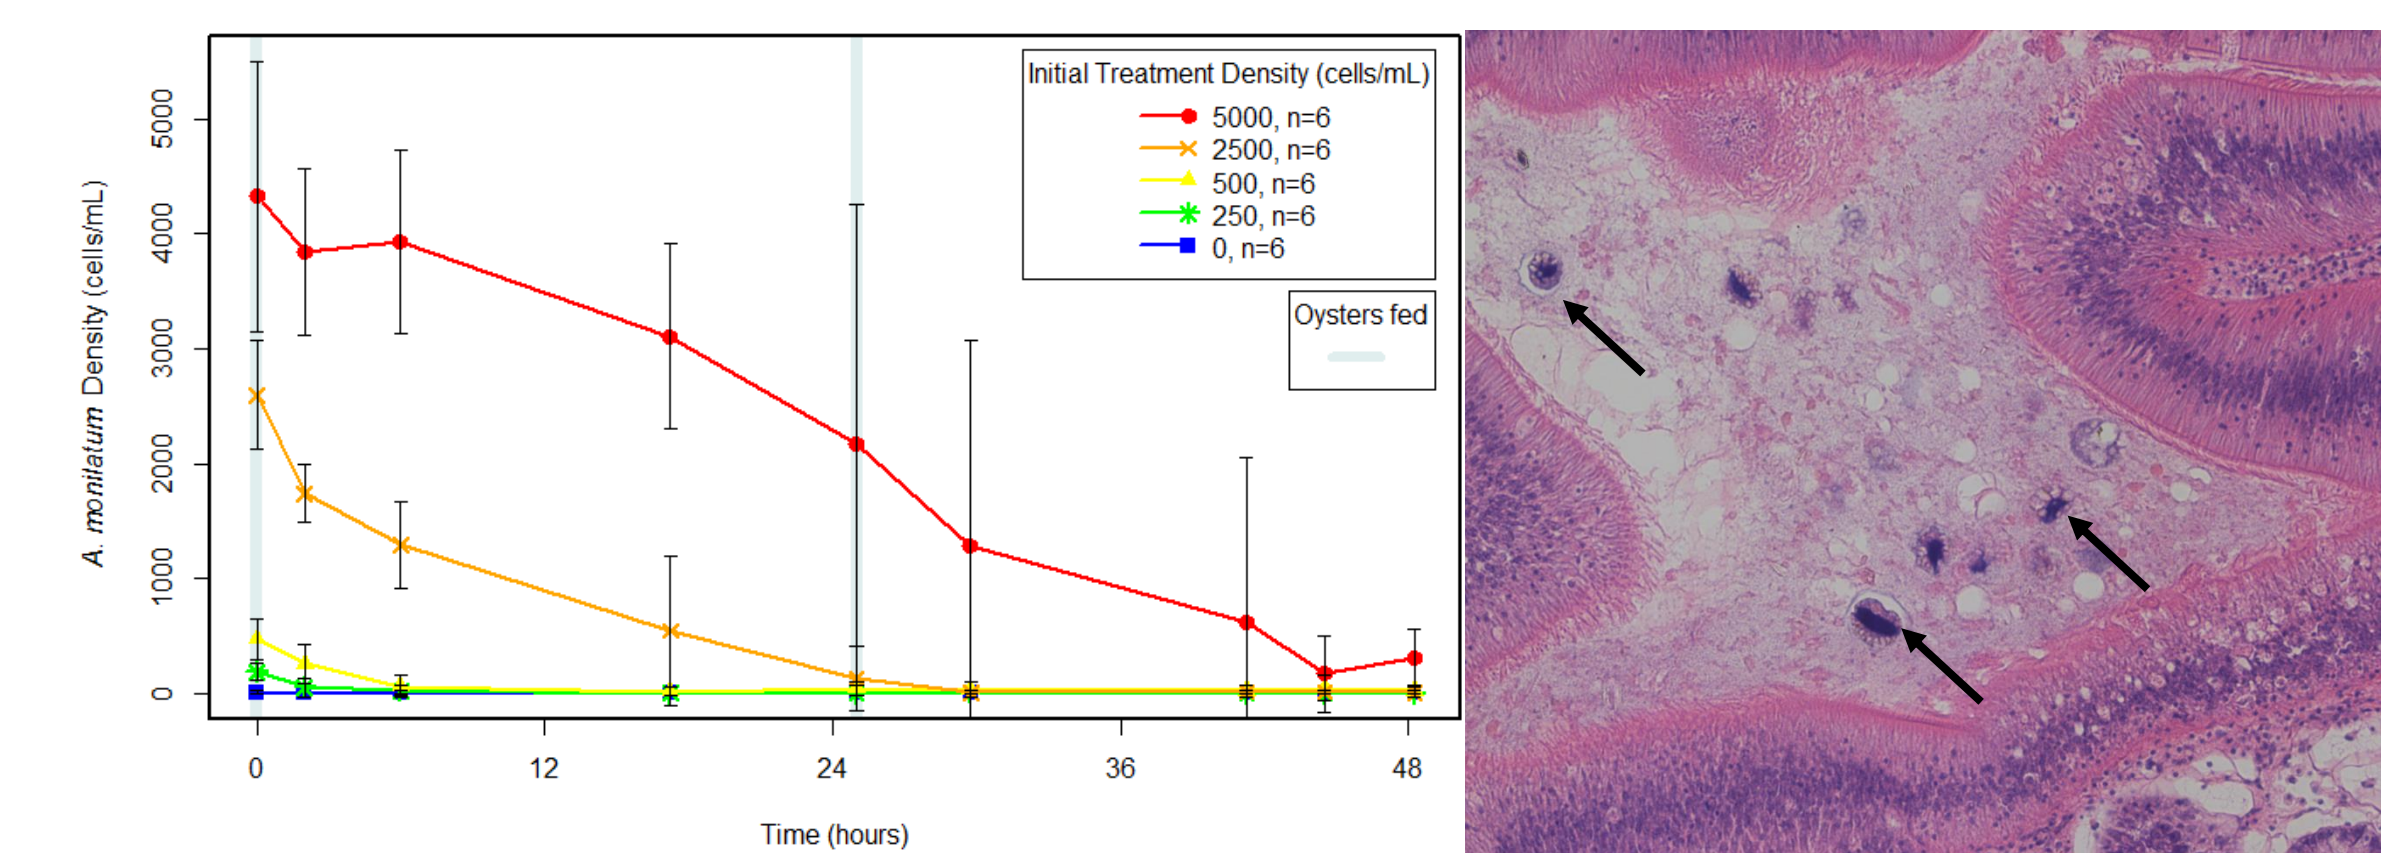 Initial Treatment Density (cells/mL)
5000, n=6
2500, n=6
500, n=6
250, n=6
0, n=6
Oysters fed
A. monilatum Density (cells/mL)
5000
4000
3000
2000
1000
0
0 12 24 36 48
Time (hours)